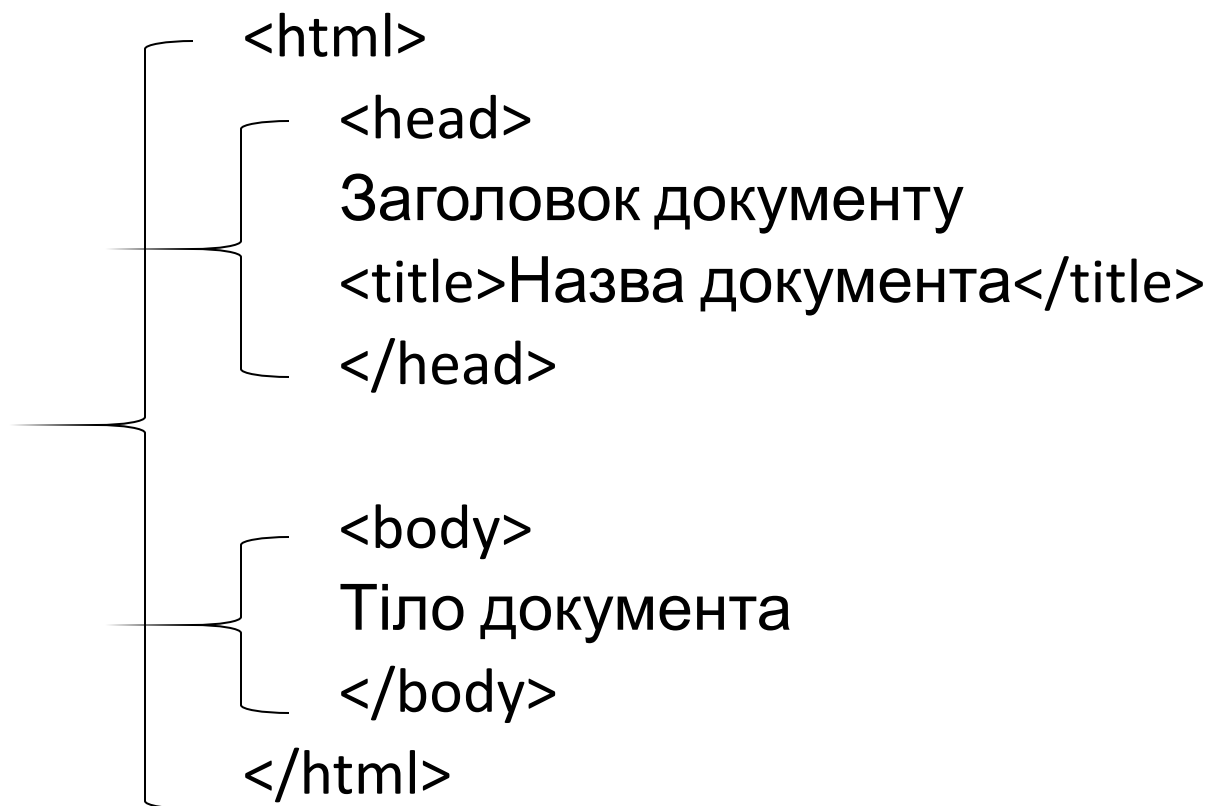 <html>
<head>
Заголовок документу
<title>Назва документа</title>
</head>
<body>
Тіло документа
</body>
</html>